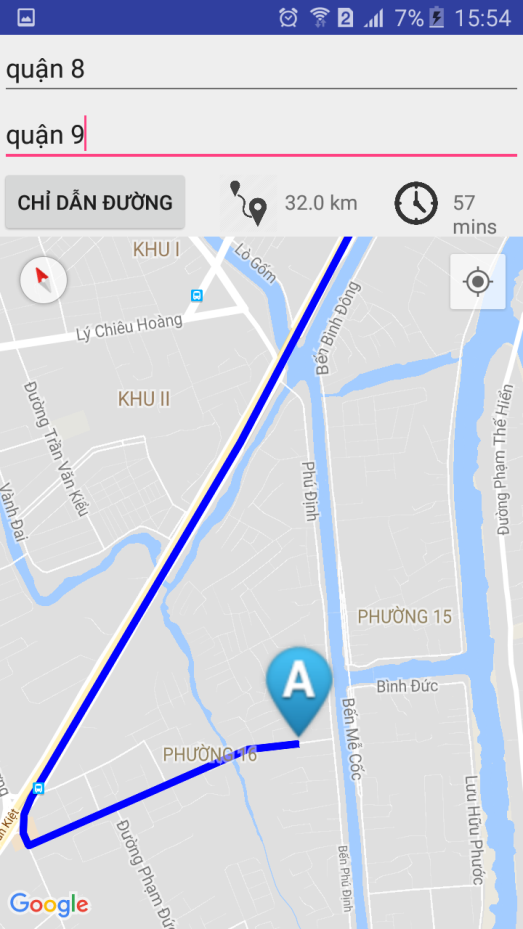 2 7% 15:54
quận 8
quận 9
CHỈ DẪN ĐƯỜNG
32.0 km
57
mins
KHU I
Lò Gốm
Lý Chiêu Hoàng
Bến Bình Đông
KHU II
Đường Trần Văn Kiểu
Đường Phạm Thế Hiển
Vành Đai
Phú Định
PHƯỜNG 15
A
Bình Đức
PHƯỜNG 16
Bến Mễ Cốc
Lưu Hữu Phước
Đường Phạm Đức
Bến Phú Định
Google